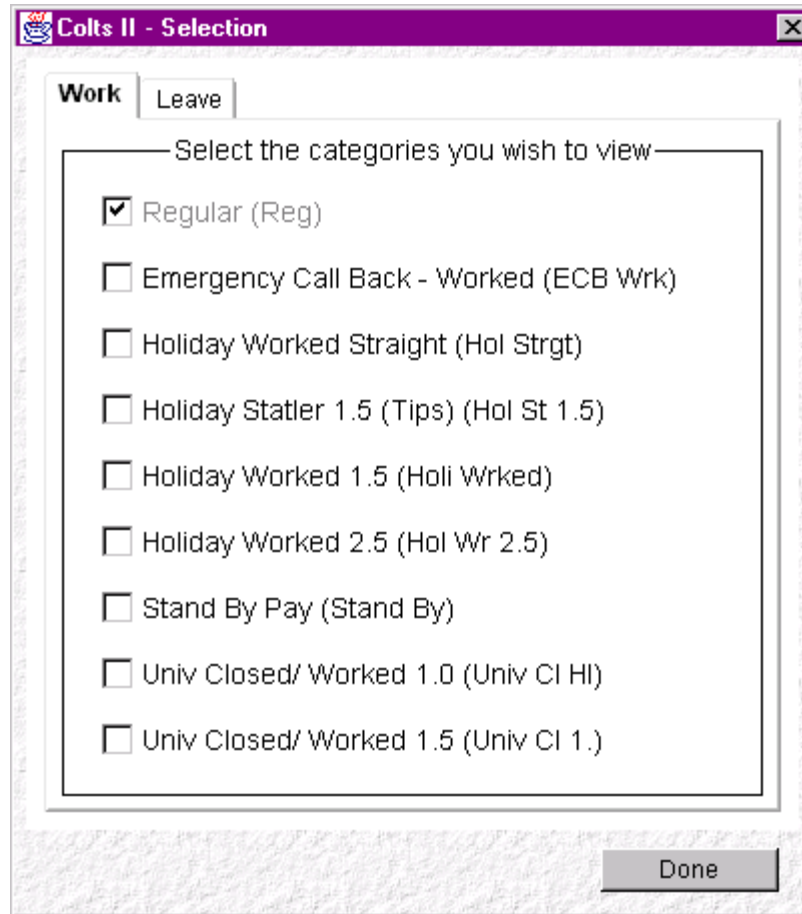 Colts II - Selection
Work
Leave
Select the categories you wish to view
Regular (Reg)
Emergency Call Back - Worked (ECB Wrk)
Holiday Worked Straight (Hol Strgt)
Holiday Statler 1.5 (Tips) (Hol St 1.5)
Holiday Worked 1.5 (Holi Wrked)
Holiday Worked 2.5 (Hol Wr 2.5)
Stand By Pay (Stand By)
Univ Closed/ Worked 1.0 (Univ Cl Hl)
Univ Closed/ Worked 1.5 (Univ Cl 1.)
Done